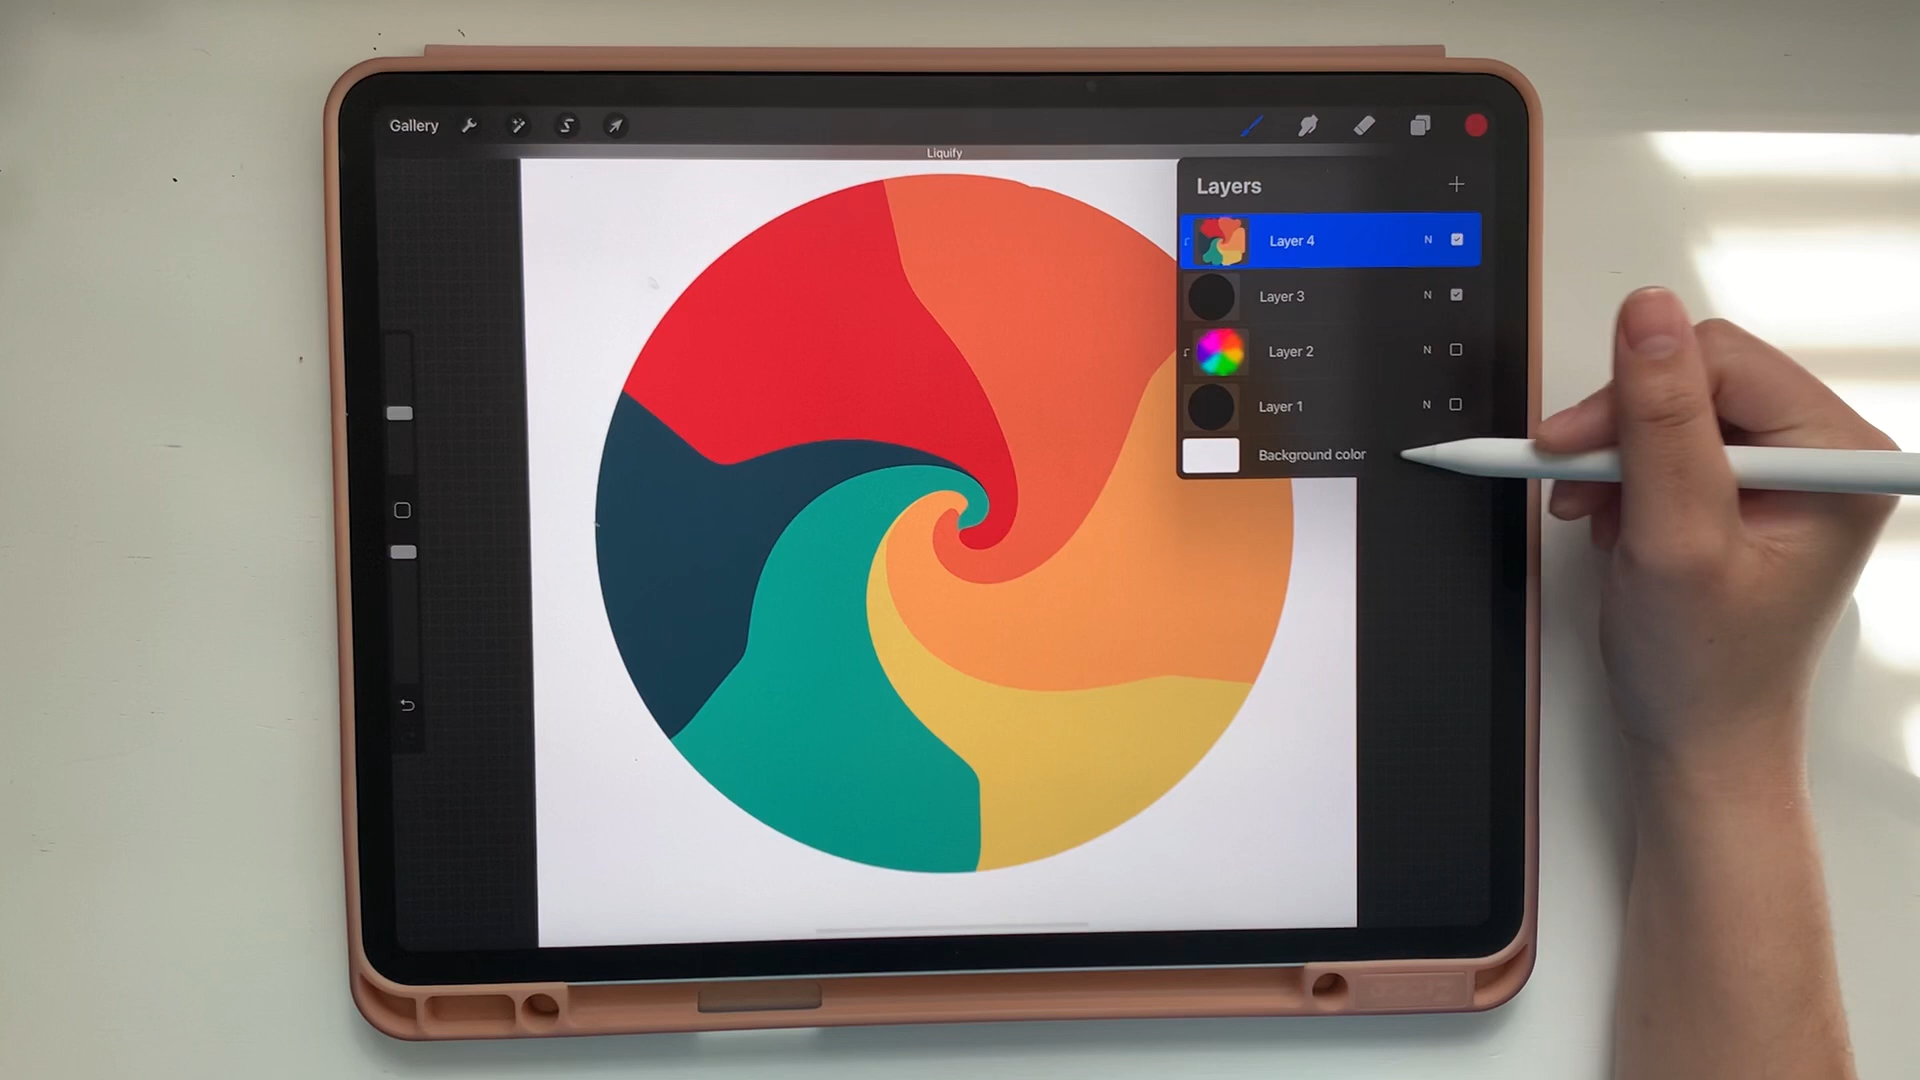 Gallery
Liquify
Layers
Layer 4 N
Layer 3 N
Layer 2 N
Layer 1 N
Background color